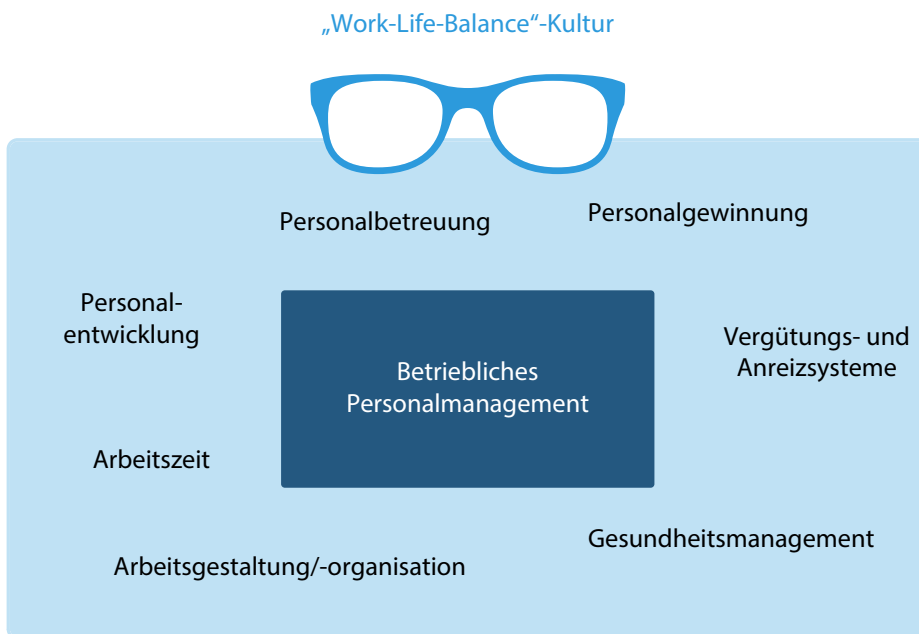 „Work-Life-Balance“-Kultur
Personalbetreuung
Personalgewinnung
Personal-
entwicklung
Vergütungs- und
Anreizsysteme
Betriebliches
Personalmanagement
Arbeitszeit
Gesundheitsmanagement
Arbeitsgestaltung/-organisation